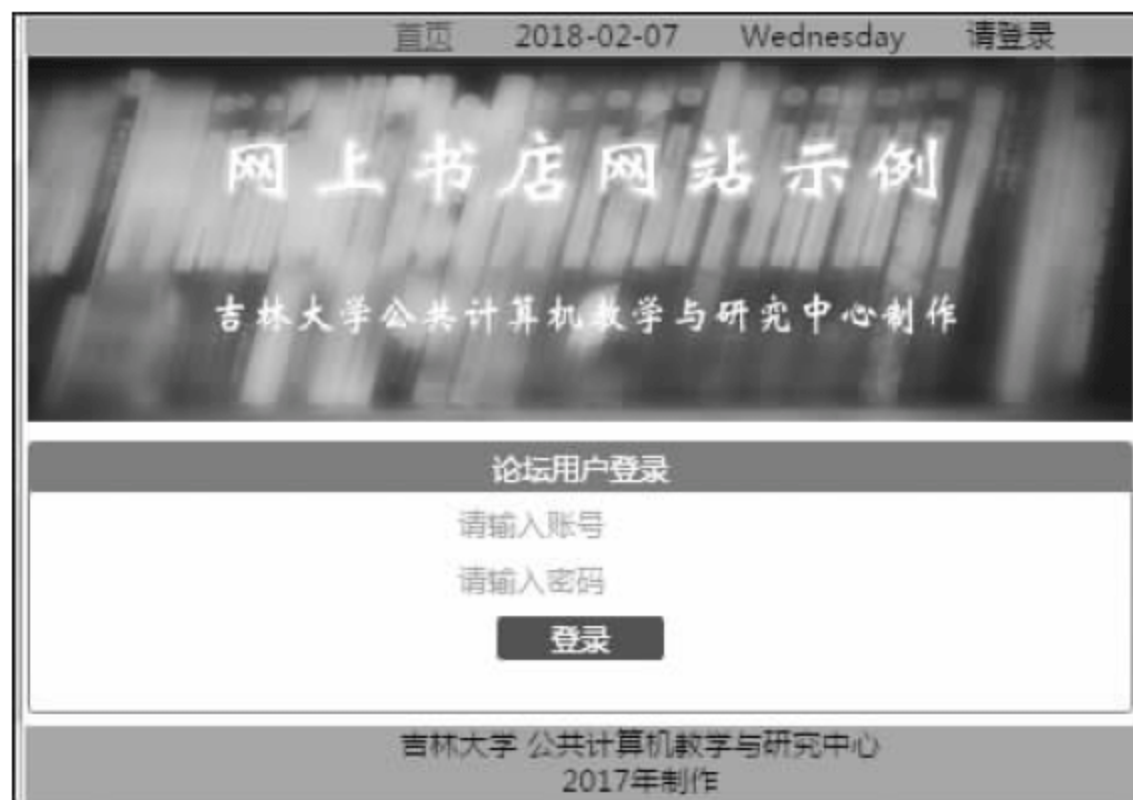 首页 2018-02-07 Wednesday 请登录
网上书店网站示例
吉林大学公共计算机教学与研究中心制作
论坛用户登录
请输入账号
请输入密码
登录
吉林大学 公共计算机教学与研究中心
2017年制作